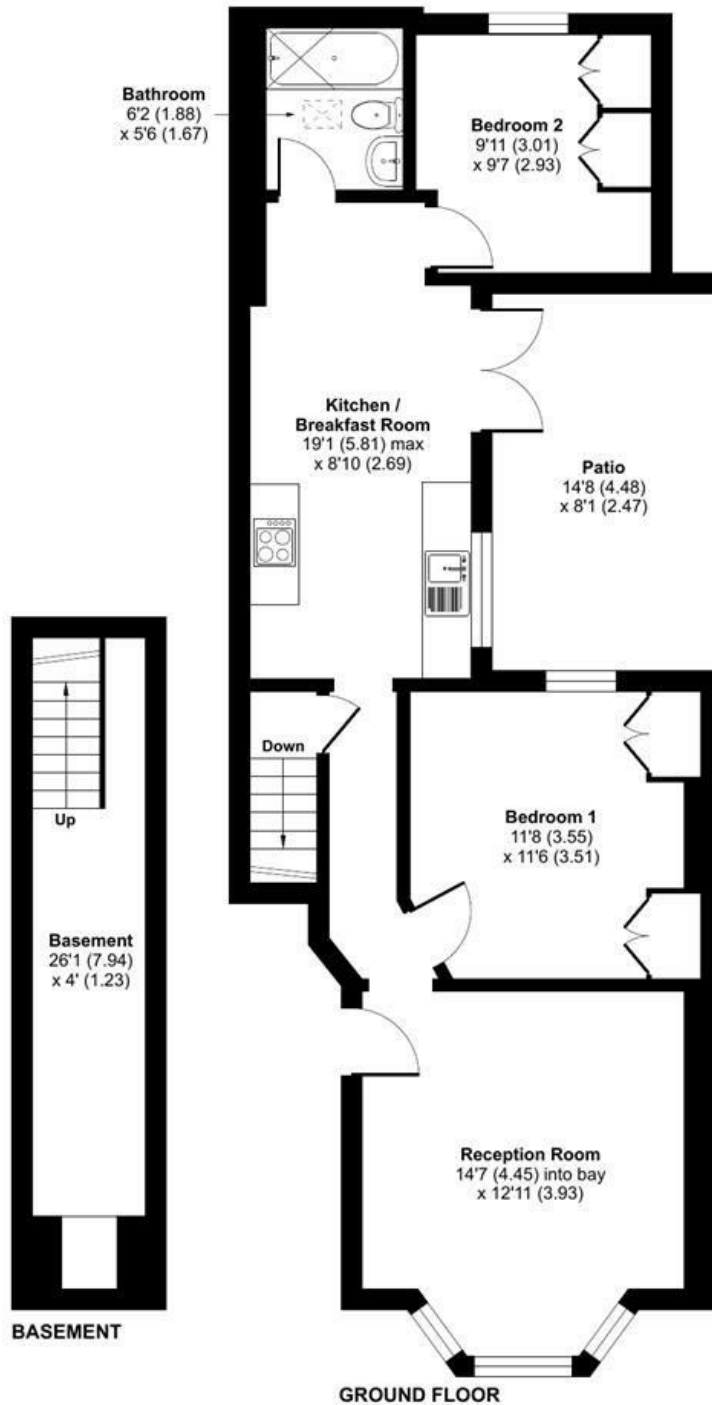 Bathroom
6'2 (1.88)
x 5'6 (1.67)
Bedroom 2
9'11 (3.01)
x 9'7 (2.93)
Kitchen /
Breakfast Room
19'1 (5.81) max
x 8'10 (2.69)
Patio
14'8 (4.48)
x 8'1 (2.47)
Down
Up
Bedroom 1
11'8 (3.55)
x 11'6 (3.51)
Basement
26'1 (7.94)
x 4' (1.23)
Reception Room
14'7 (4.45) into bay
x 12'11 (3.93)
BASEMENT
GROUND FLOOR